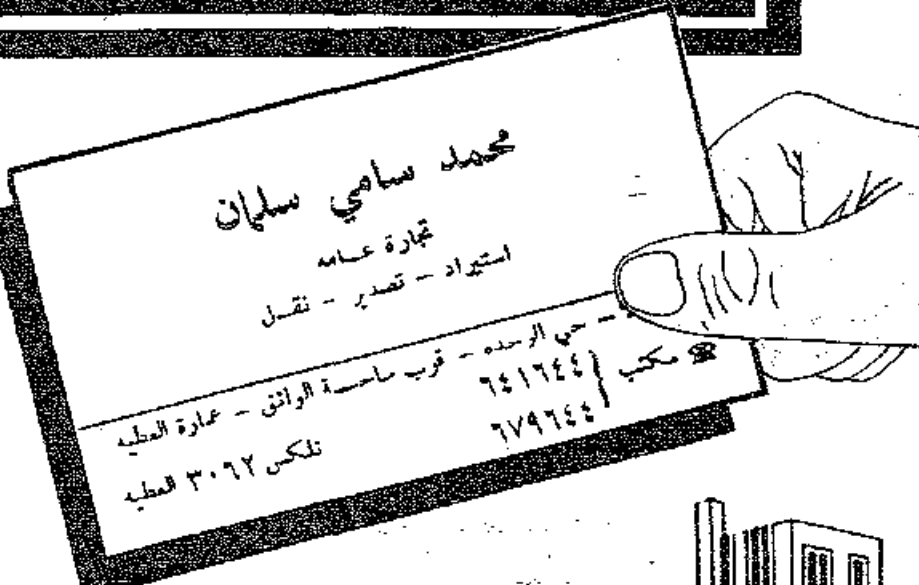 محمد سامي سلمان
تجارة عامه
استيراد - تصدير - نقل
- حي الوحده - قرب ساحة الواثق - عمارة العطيه
☎ مكتب ٦٤١٦٤٤
٦٧٩٦٤٤
تلكس ٣٠٦٢ العطيه